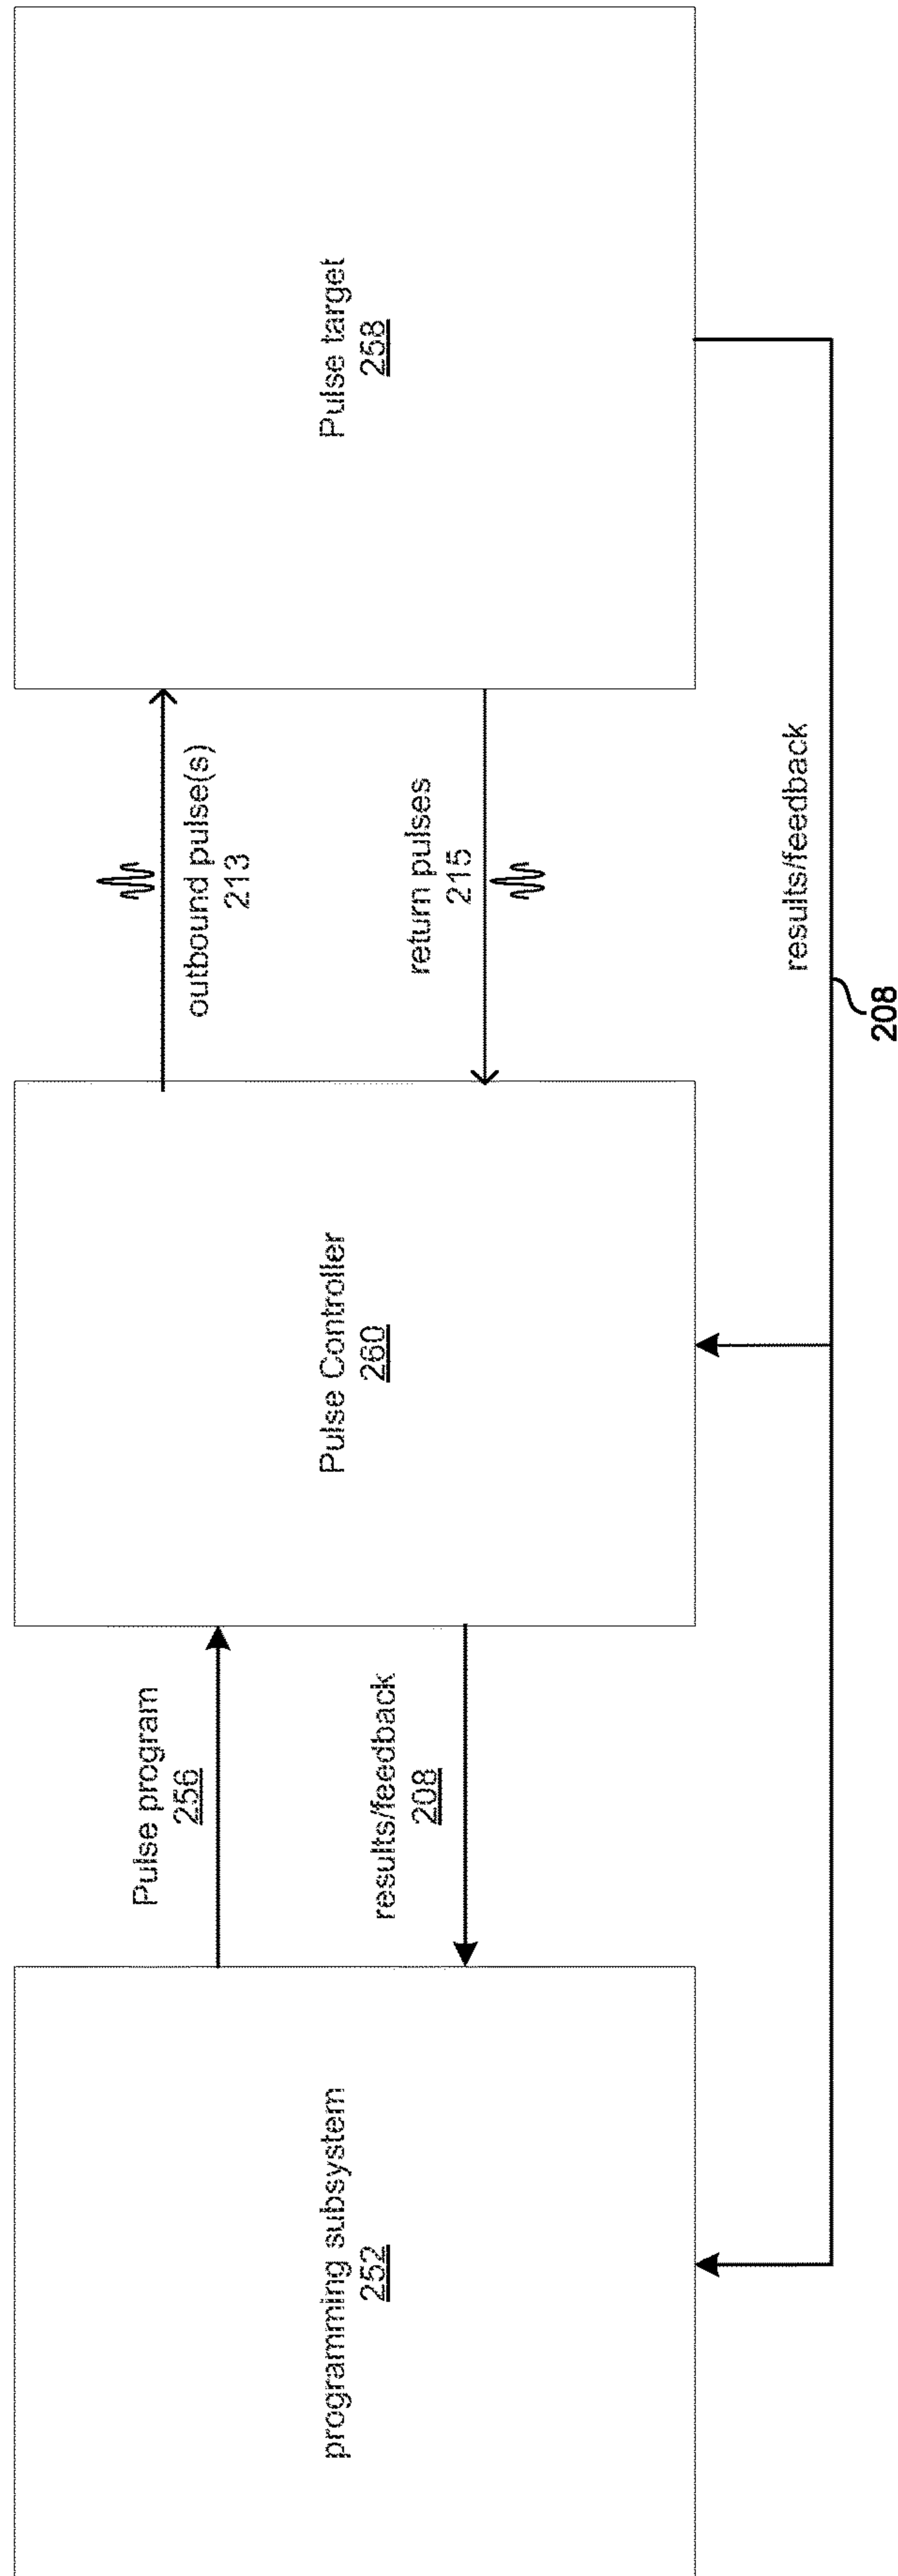 programming subsystem
252
Pulse program
256
results/feedback
208
Pulse Controller
260
outbound pulse(s)
213
return pulses
215
Pulse target
258
results/feedback
208